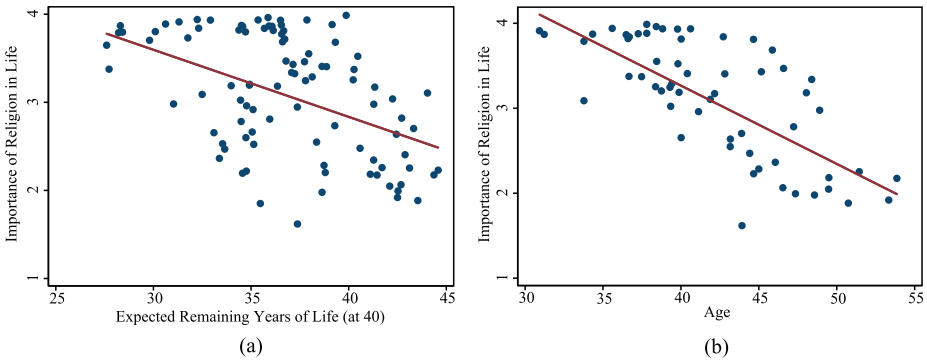 Importance of Religion in Life
4
3
2
1
25 30 35 40 45
Expected Remaining Years of Life (at 40)
(a)
Importance of Religion in Life
4
3
2
1
30 35 40 45 50 55
Age
(b)